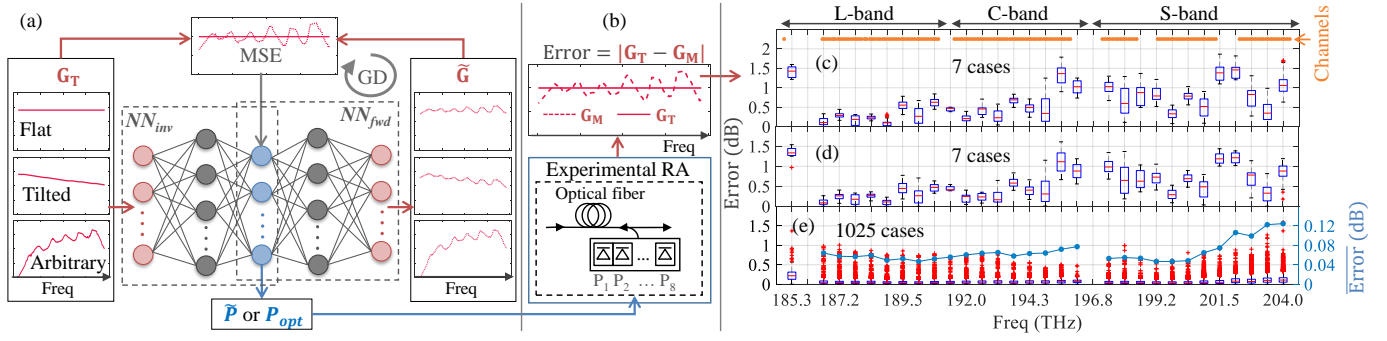 (a)
MSE
GD
G_T
Flat
Tilted
Arbitrary
Freq
NN_inv
NN_fwd
G̃
Freq
P̃ or P_opt
(b)
Error = |G_T − G_M|
G_M G_T
Freq
Experimental RA
Optical fiber
P_1 P_2 … P_8
L-band C-band S-band
Channels
(c) 7 cases
2
1.5
1
0.5
0
(d) 7 cases
1.5
1
0.5
0
(e) 1025 cases
1.5
1
0.5
0
Error (dB)
0.12
0.08
0.04
0
E̅r̅r̅o̅r̅ (dB)
185.3 187.2 189.5 192.0 194.3 196.8 199.2 201.5 204.0
Freq (THz)